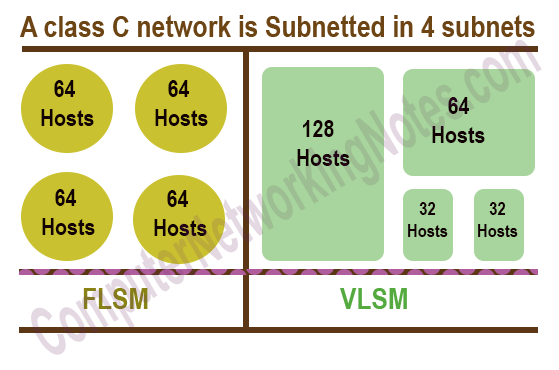 A class C network is Subnetted in 4 subnets
64
Hosts
64
Hosts
64
Hosts
64
Hosts
FLSM
128
Hosts
64
Hosts
32
Hosts
32
Hosts
VLSM
ComputerNetworkingNotes.com